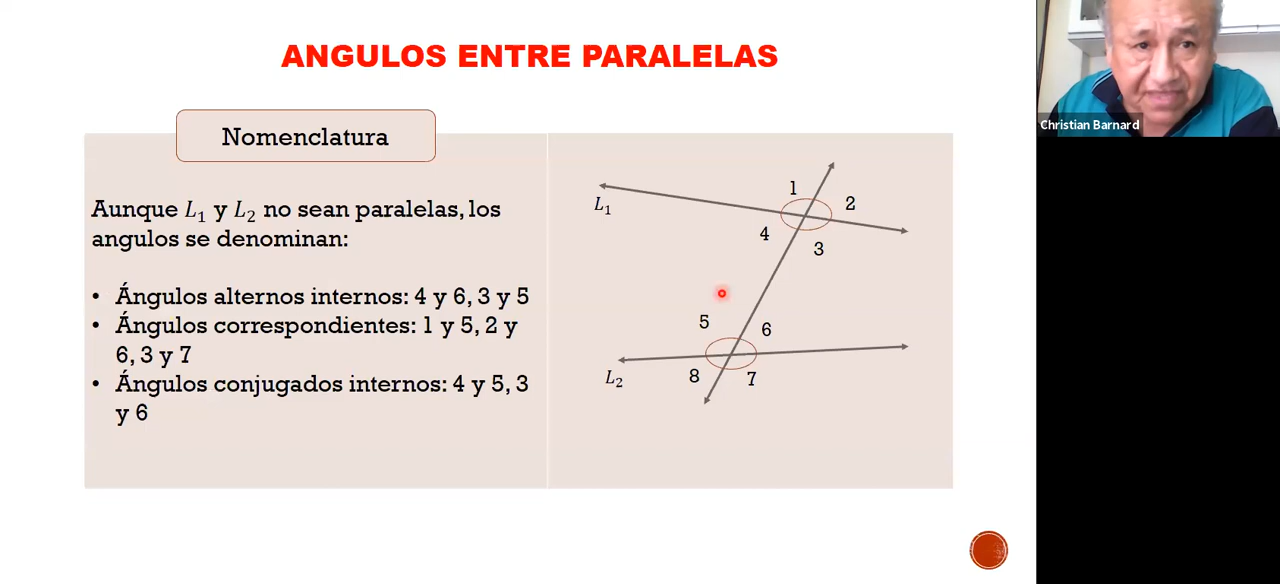 ANGULOS ENTRE PARALELAS
Nomenclatura
Aunque L₁ y L₂ no sean paralelas, los
angulos se denominan:
• Ángulos alternos internos: 4 y 6, 3 y 5
• Ángulos correspondientes: 1 y 5, 2 y
6, 3 y 7
• Ángulos conjugados internos: 4 y 5, 3
y 6
1
2
L₁
4
3
5
6
L₂
8
7
Christian Barnard